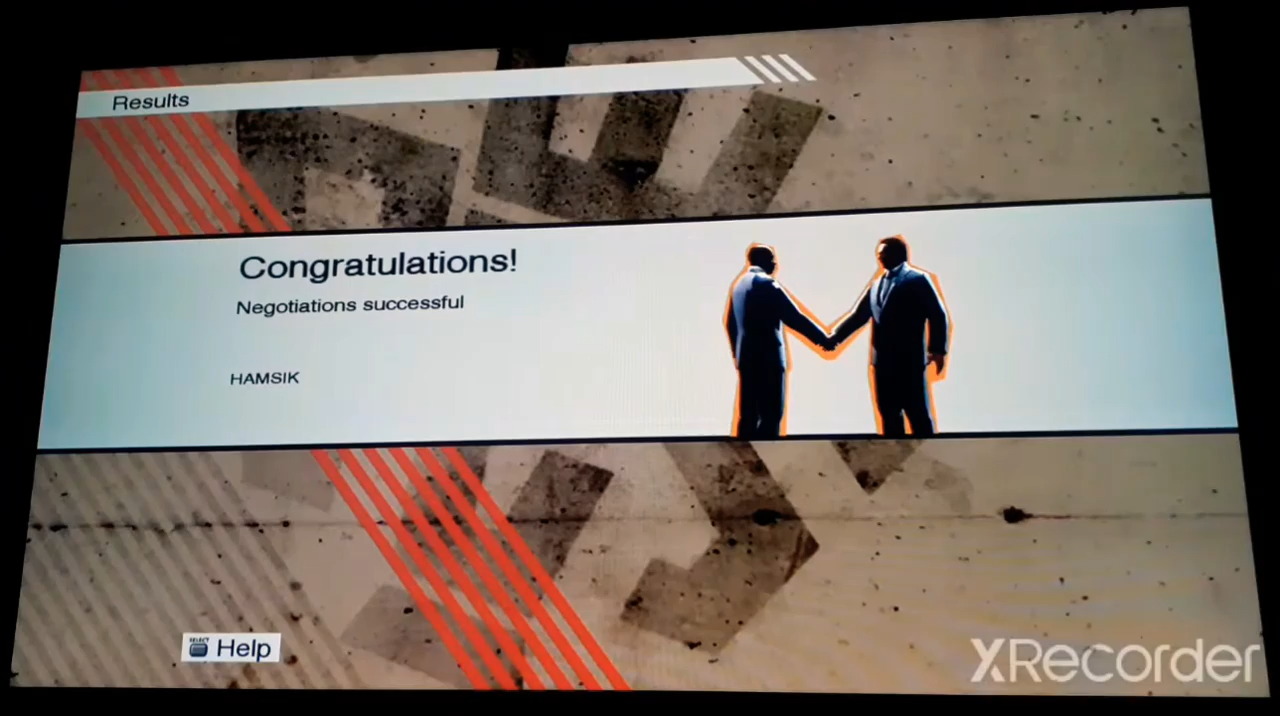 Results
Congratulations!
Negotiations successful
HAMSIK
SELECT
Help
XRecorder